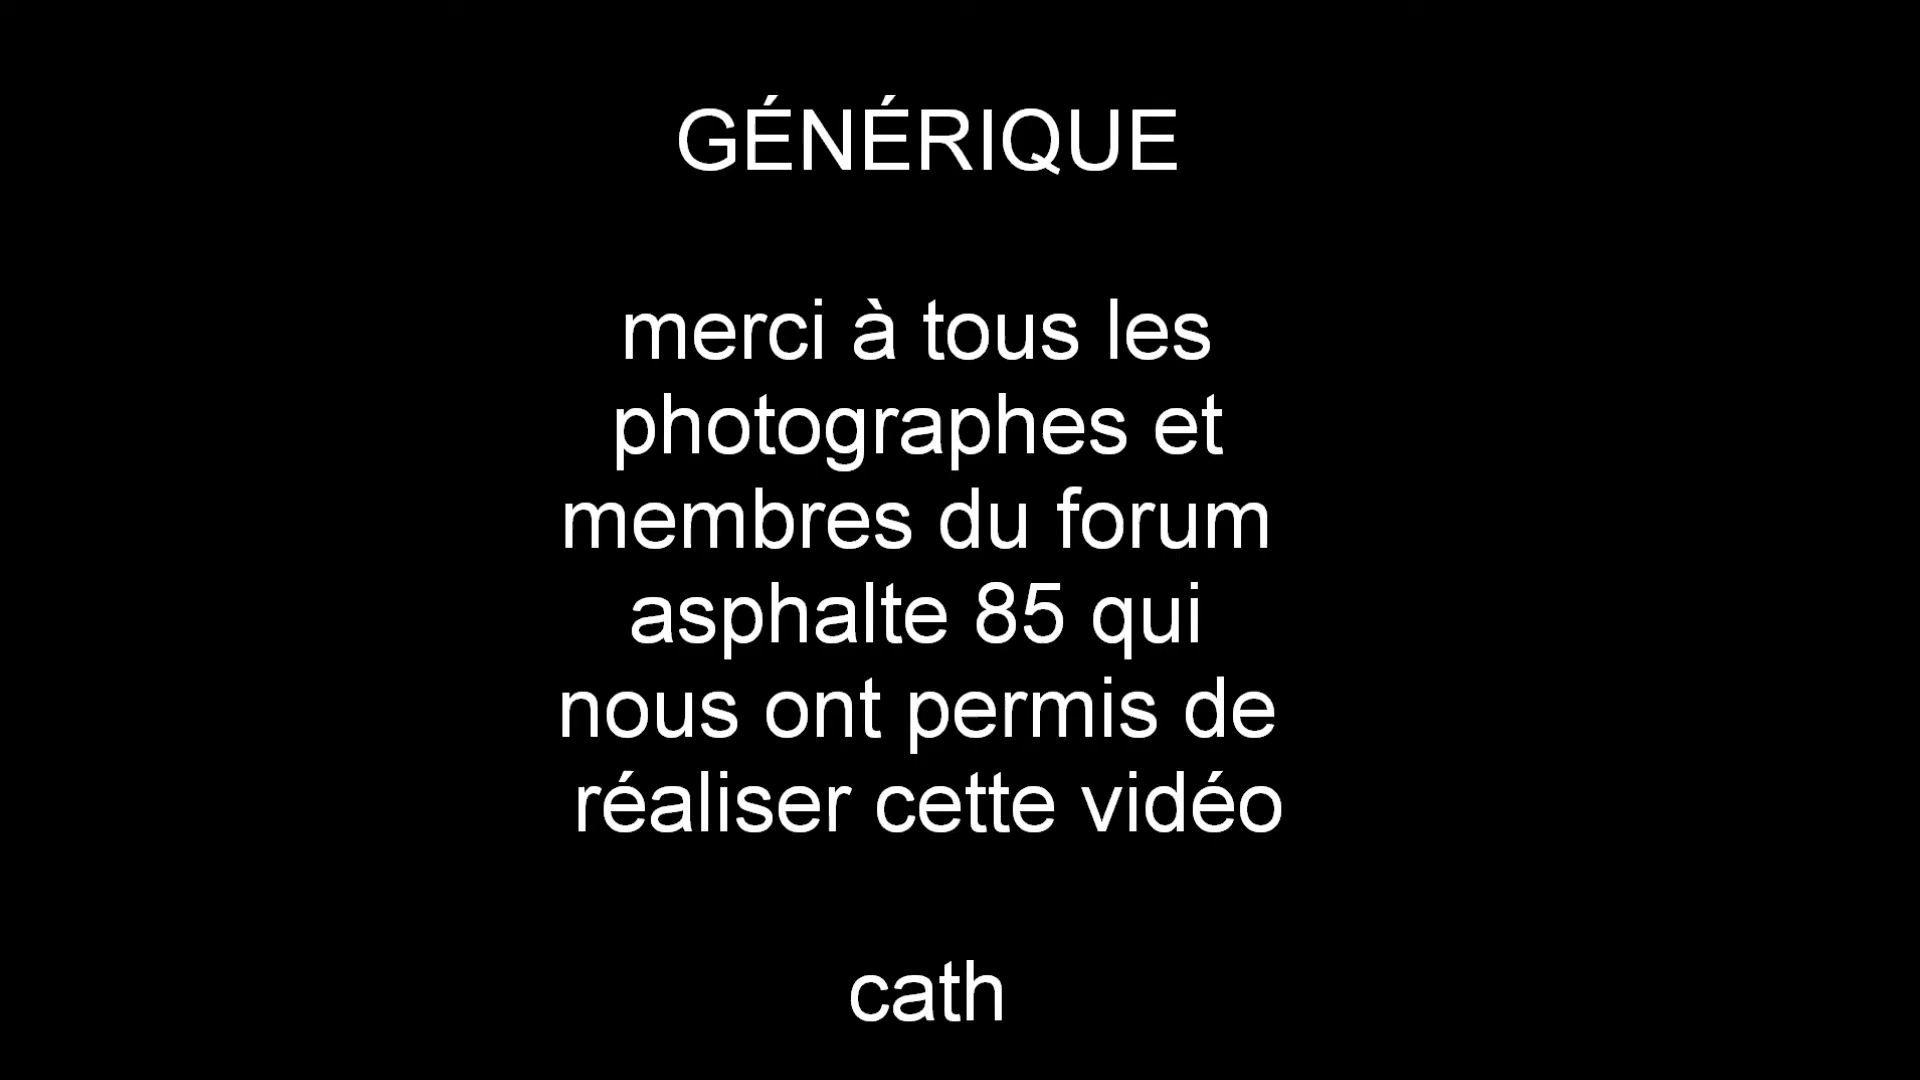 GÉNÉRIQUE
merci à tous les
photographes et
membres du forum
asphalte 85 qui
nous ont permis de
réaliser cette vidéo
cath